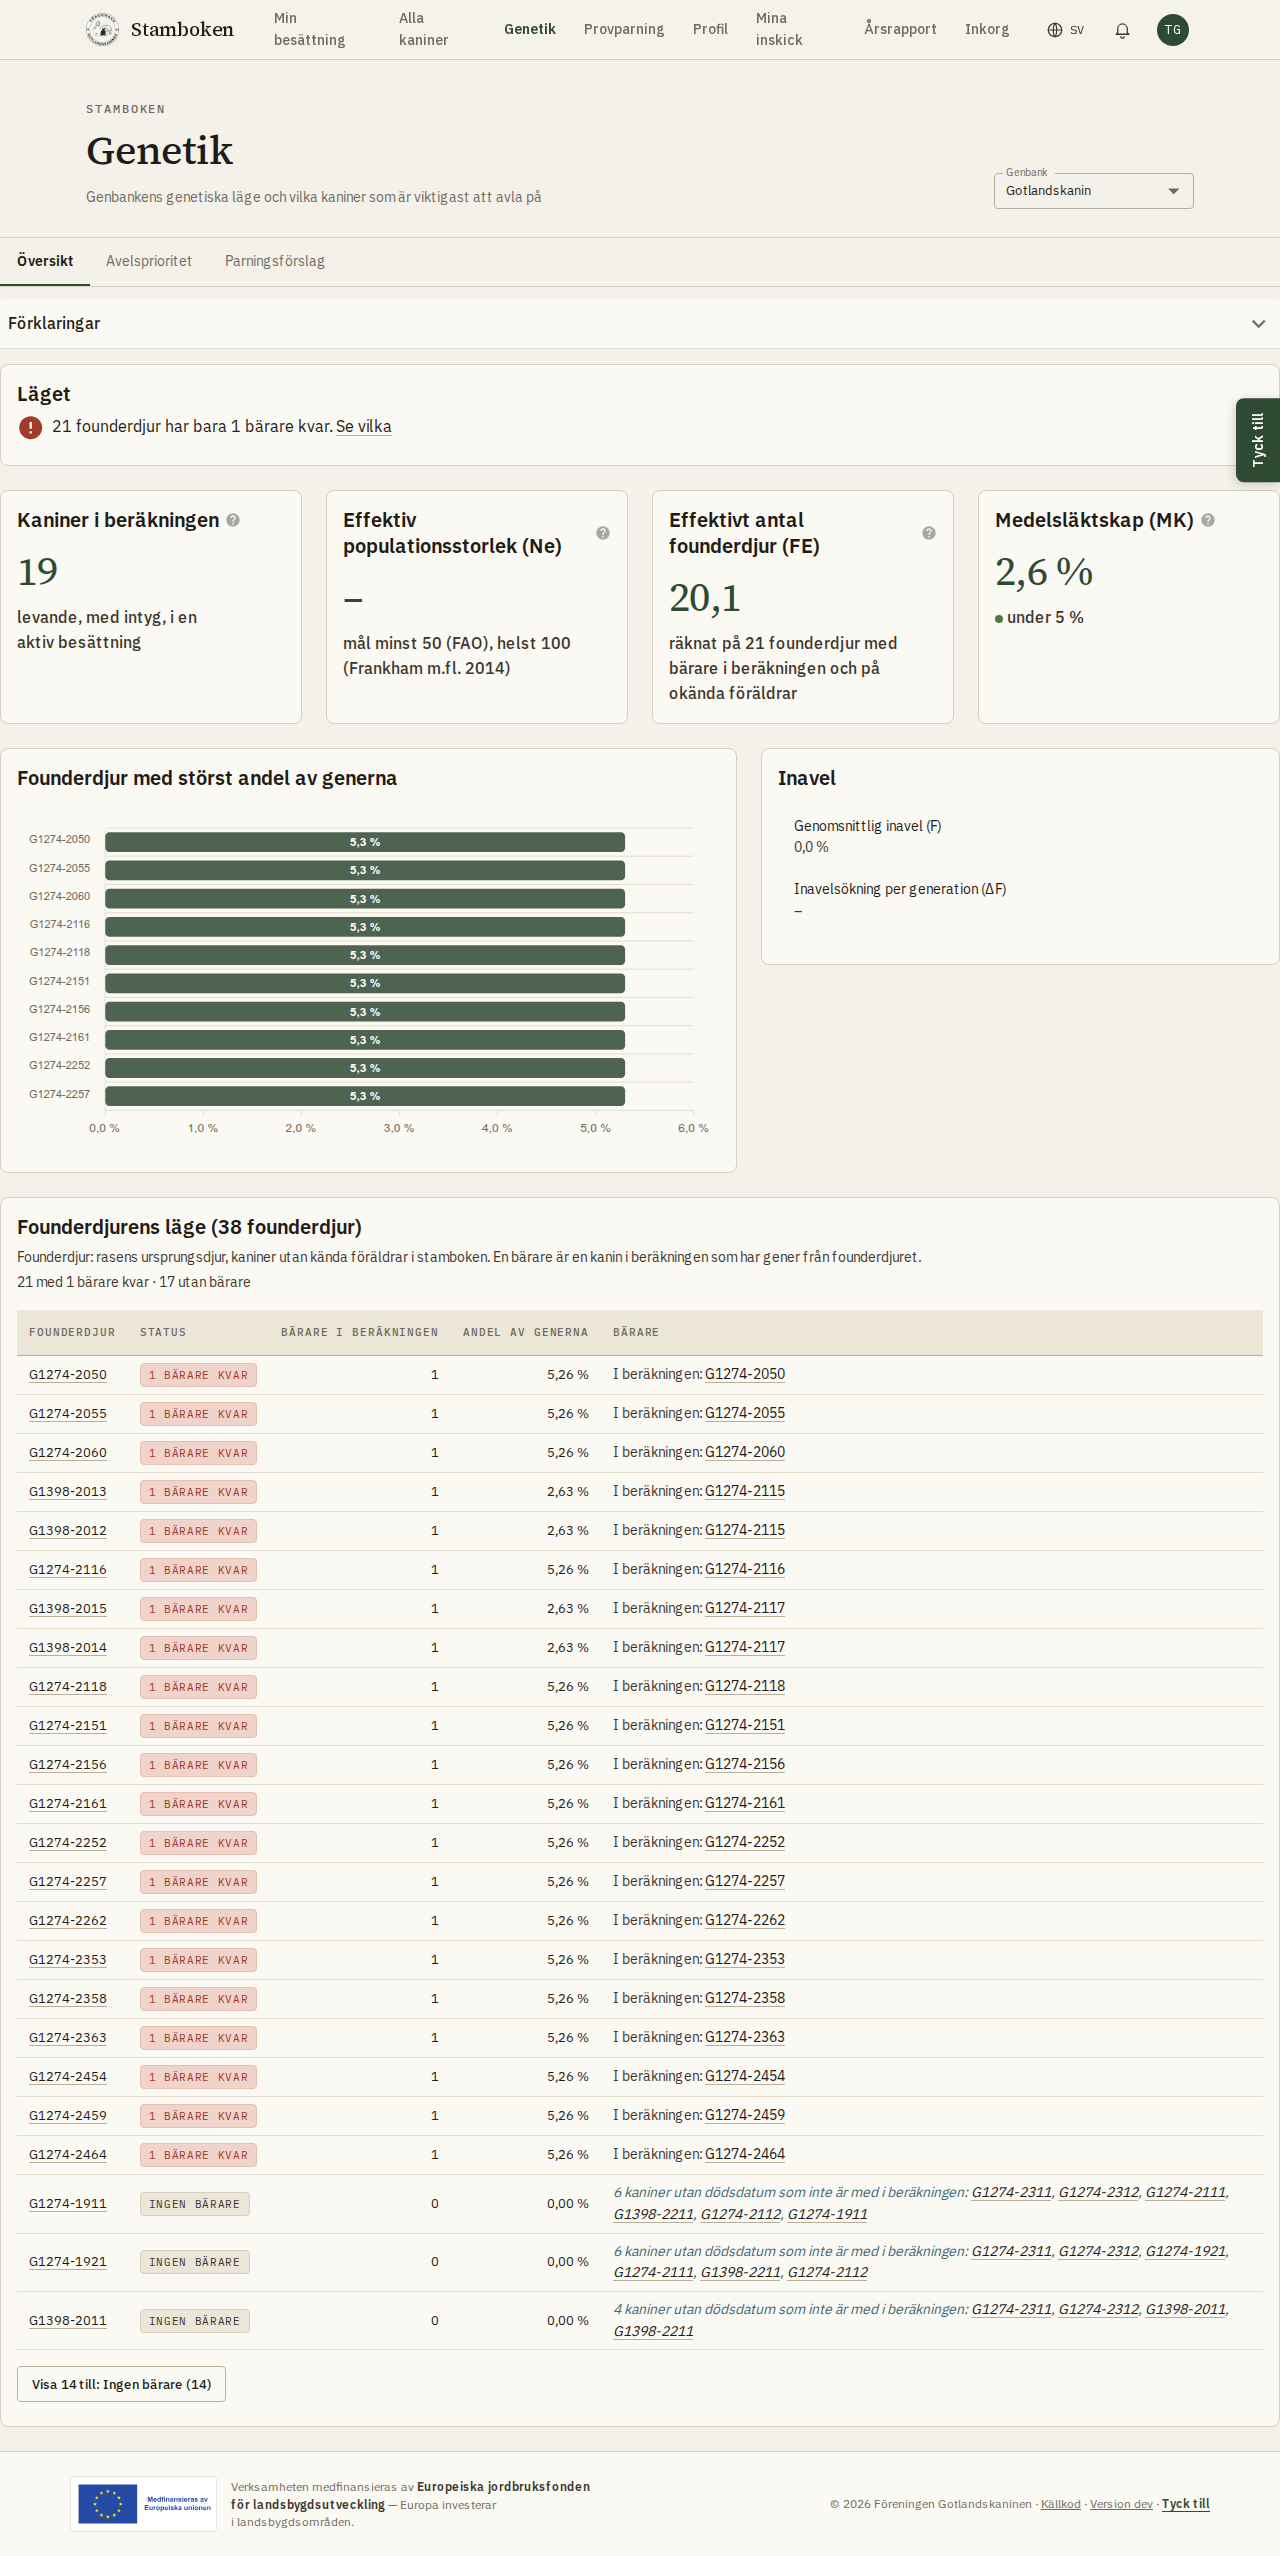 Stamboken
Min besättning
Alla kaniner
Genetik
Provparning
Profil
Mina inskick
Årsrapport
Inkorg
SV
TG
STAMBOKEN
Genetik
Genbankens genetiska läge och vilka kaniner som är viktigast att avla på
Genbank
Gotlandskanin
Översikt
Avelsprioritet
Parningsförslag
Förklaringar
Läget
21 founderdjur har bara 1 bärare kvar. Se vilka
Tyck till
Kaniner i beräkningen
19
levande, med intyg, i en
aktiv besättning
Effektiv
populationsstorlek (Ne)
–
mål minst 50 (FAO), helst 100
(Frankham m.fl. 2014)
Effektivt antal
founderdjur (FE)
20,1
räknat på 21 founderdjur med
bärare i beräkningen och på
okända föräldrar
Medelsläktskap (MK)
2,6 %
under 5 %
Founderdjur med störst andel av generna
G1274-2050 5,3 %
G1274-2055 5,3 %
G1274-2060 5,3 %
G1274-2116 5,3 %
G1274-2118 5,3 %
G1274-2151 5,3 %
G1274-2156 5,3 %
G1274-2161 5,3 %
G1274-2252 5,3 %
G1274-2257 5,3 %
0,0 % 1,0 % 2,0 % 3,0 % 4,0 % 5,0 % 6,0 %
Inavel
Genomsnittlig inavel (F)
0,0 %
Inavelsökning per generation (ΔF)
–
Founderdjurens läge (38 founderdjur)
Founderdjur: rasens ursprungsdjur, kaniner utan kända föräldrar i stamboken. En bärare är en kanin i beräkningen som har gener från founderdjuret.
21 med 1 bärare kvar · 17 utan bärare
FOUNDERDJUR STATUS BÄRARE I BERÄKNINGEN ANDEL AV GENERNA BÄRARE
G1274-2050 1 BÄRARE KVAR 1 5,26 % I beräkningen: G1274-2050
G1274-2055 1 BÄRARE KVAR 1 5,26 % I beräkningen: G1274-2055
G1274-2060 1 BÄRARE KVAR 1 5,26 % I beräkningen: G1274-2060
G1398-2013 1 BÄRARE KVAR 1 2,63 % I beräkningen: G1274-2115
G1398-2012 1 BÄRARE KVAR 1 2,63 % I beräkningen: G1274-2115
G1274-2116 1 BÄRARE KVAR 1 5,26 % I beräkningen: G1274-2116
G1398-2015 1 BÄRARE KVAR 1 2,63 % I beräkningen: G1274-2117
G1398-2014 1 BÄRARE KVAR 1 2,63 % I beräkningen: G1274-2117
G1274-2118 1 BÄRARE KVAR 1 5,26 % I beräkningen: G1274-2118
G1274-2151 1 BÄRARE KVAR 1 5,26 % I beräkningen: G1274-2151
G1274-2156 1 BÄRARE KVAR 1 5,26 % I beräkningen: G1274-2156
G1274-2161 1 BÄRARE KVAR 1 5,26 % I beräkningen: G1274-2161
G1274-2252 1 BÄRARE KVAR 1 5,26 % I beräkningen: G1274-2252
G1274-2257 1 BÄRARE KVAR 1 5,26 % I beräkningen: G1274-2257
G1274-2262 1 BÄRARE KVAR 1 5,26 % I beräkningen: G1274-2262
G1274-2353 1 BÄRARE KVAR 1 5,26 % I beräkningen: G1274-2353
G1274-2358 1 BÄRARE KVAR 1 5,26 % I beräkningen: G1274-2358
G1274-2363 1 BÄRARE KVAR 1 5,26 % I beräkningen: G1274-2363
G1274-2454 1 BÄRARE KVAR 1 5,26 % I beräkningen: G1274-2454
G1274-2459 1 BÄRARE KVAR 1 5,26 % I beräkningen: G1274-2459
G1274-2464 1 BÄRARE KVAR 1 5,26 % I beräkningen: G1274-2464
G1274-1911 INGEN BÄRARE 0 0,00 % 6 kaniner utan dödsdatum som inte är med i beräkningen: G1274-2311, G1274-2312, G1274-2111,
G1398-2211, G1274-2112, G1274-1911
G1274-1921 INGEN BÄRARE 0 0,00 % 6 kaniner utan dödsdatum som inte är med i beräkningen: G1274-2311, G1274-2312, G1274-1921,
G1274-2111, G1398-2211, G1274-2112
G1398-2011 INGEN BÄRARE 0 0,00 % 4 kaniner utan dödsdatum som inte är med i beräkningen: G1274-2311, G1274-2312, G1398-2011,
G1398-2211
Visa 14 till: Ingen bärare (14)
Medfinansieras av
Europeiska unionen
Verksamheten medfinansieras av Europeiska jordbruksfonden
för landsbygdsutveckling — Europa investerar
i landsbygdsområden.
© 2026 Föreningen Gotlandskaninen · Källkod · Version dev · Tyck till